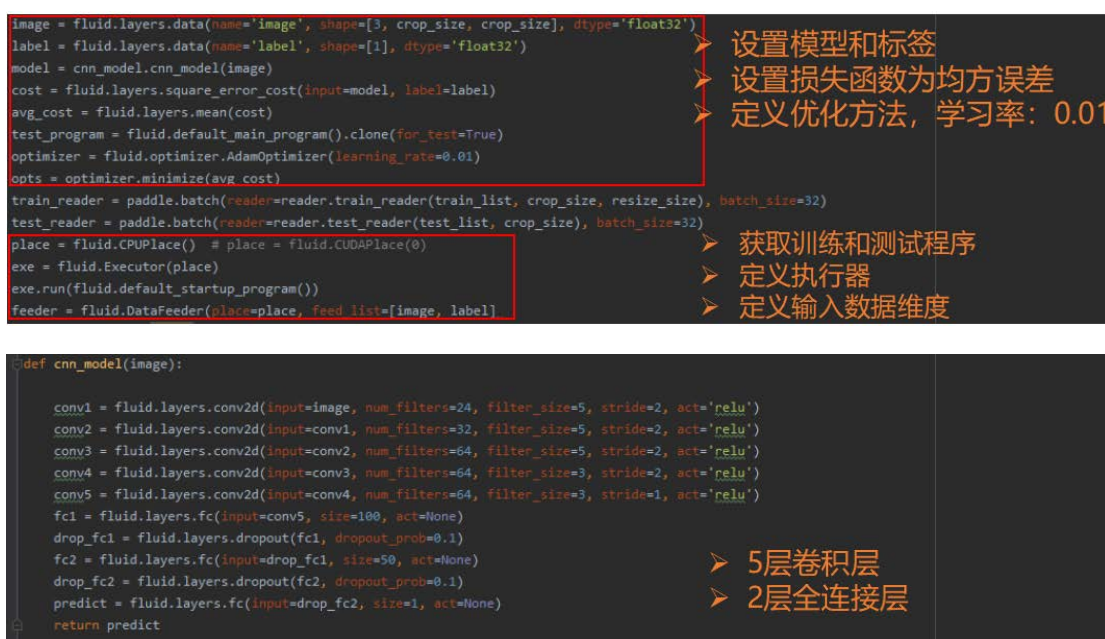 image = fluid.layers.data(name='image', shape=[3, crop_size, crop_size], dtype='float32')
label = fluid.layers.data(name='label', shape=[1], dtype='float32')
model = cnn_model.cnn_model(image)
cost = fluid.layers.square_error_cost(input=model, label=label)
avg_cost = fluid.layers.mean(cost)
test_program = fluid.default_main_program().clone(for_test=True)
optimizer = fluid.optimizer.AdamOptimizer(learning_rate=0.01)
opts = optimizer.minimize(avg_cost)
➢ 设置模型和标签
➢ 设置损失函数为均方误差
➢ 定义优化方法，学习率：0.01
train_reader = paddle.batch(reader=reader.train_reader(train_list, crop_size, resize_size), batch_size=32)
test_reader = paddle.batch(reader=reader.test_reader(test_list, crop_size), batch_size=32)
place = fluid.CPUPlace()  # place = fluid.CUDAPlace(0)
exe = fluid.Executor(place)
exe.run(fluid.default_startup_program())
feeder = fluid.DataFeeder(place=place, feed_list=[image, label]
➢ 获取训练和测试程序
➢ 定义执行器
➢ 定义输入数据维度
def cnn_model(image):
conv1 = fluid.layers.conv2d(input=image, num_filters=24, filter_size=5, stride=2, act='relu')
conv2 = fluid.layers.conv2d(input=conv1, num_filters=32, filter_size=5, stride=2, act='relu')
conv3 = fluid.layers.conv2d(input=conv2, num_filters=64, filter_size=5, stride=2, act='relu')
conv4 = fluid.layers.conv2d(input=conv3, num_filters=64, filter_size=3, stride=2, act='relu')
conv5 = fluid.layers.conv2d(input=conv4, num_filters=64, filter_size=3, stride=1, act='relu')
fc1 = fluid.layers.fc(input=conv5, size=100, act=None)
drop_fc1 = fluid.layers.dropout(fc1, dropout_prob=0.1)
fc2 = fluid.layers.fc(input=drop_fc1, size=50, act=None)
drop_fc2 = fluid.layers.dropout(fc2, dropout_prob=0.1)
predict = fluid.layers.fc(input=drop_fc2, size=1, act=None)
return predict
➢ 5层卷积层
➢ 2层全连接层